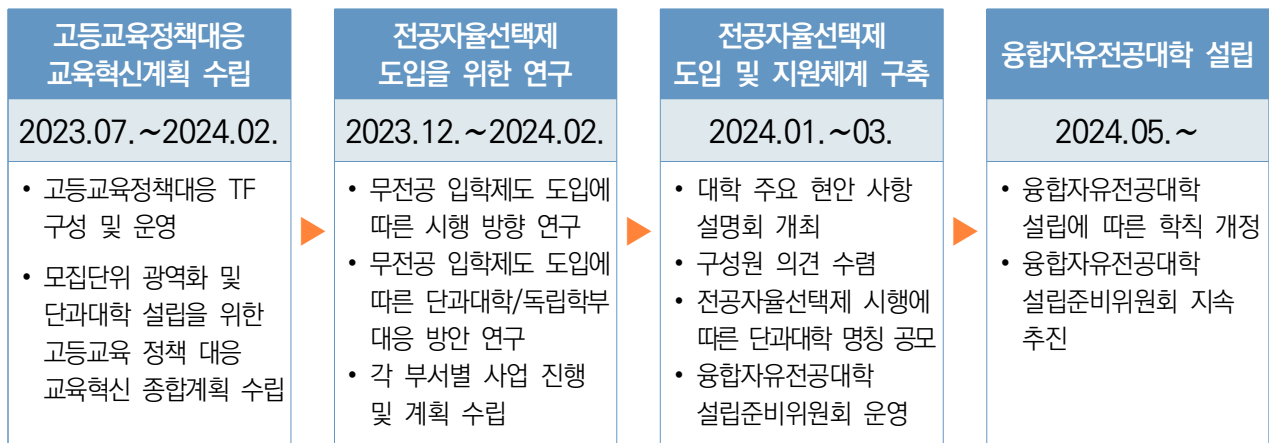 고등교육정책대응
교육혁신계획 수립
2023.07.~2024.02.
• 고등교육정책대응 TF
구성 및 운영
• 모집단위 광역화 및
단과대학 설립을 위한
고등교육 정책 대응
교육혁신 종합계획 수립
전공자율선택제
도입을 위한 연구
2023.12.~2024.02.
• 무전공 입학제도 도입에
따른 시행 방향 연구
• 무전공 입학제도 도입에
따른 단과대학/독립학부
대응 방안 연구
• 각 부서별 사업 진행
및 계획 수립
전공자율선택제
도입 및 지원체계 구축
2024.01.~03.
• 대학 주요 현안 사항
설명회 개최
• 구성원 의견 수렴
• 전공자율선택제 시행에
따른 단과대학 명칭 공모
• 융합자유전공대학
설립준비위원회 운영
융합자유전공대학 설립
2024.05.~
• 융합자유전공대학
설립에 따른 학칙 개정
• 융합자유전공대학
설립준비위원회 지속
추진